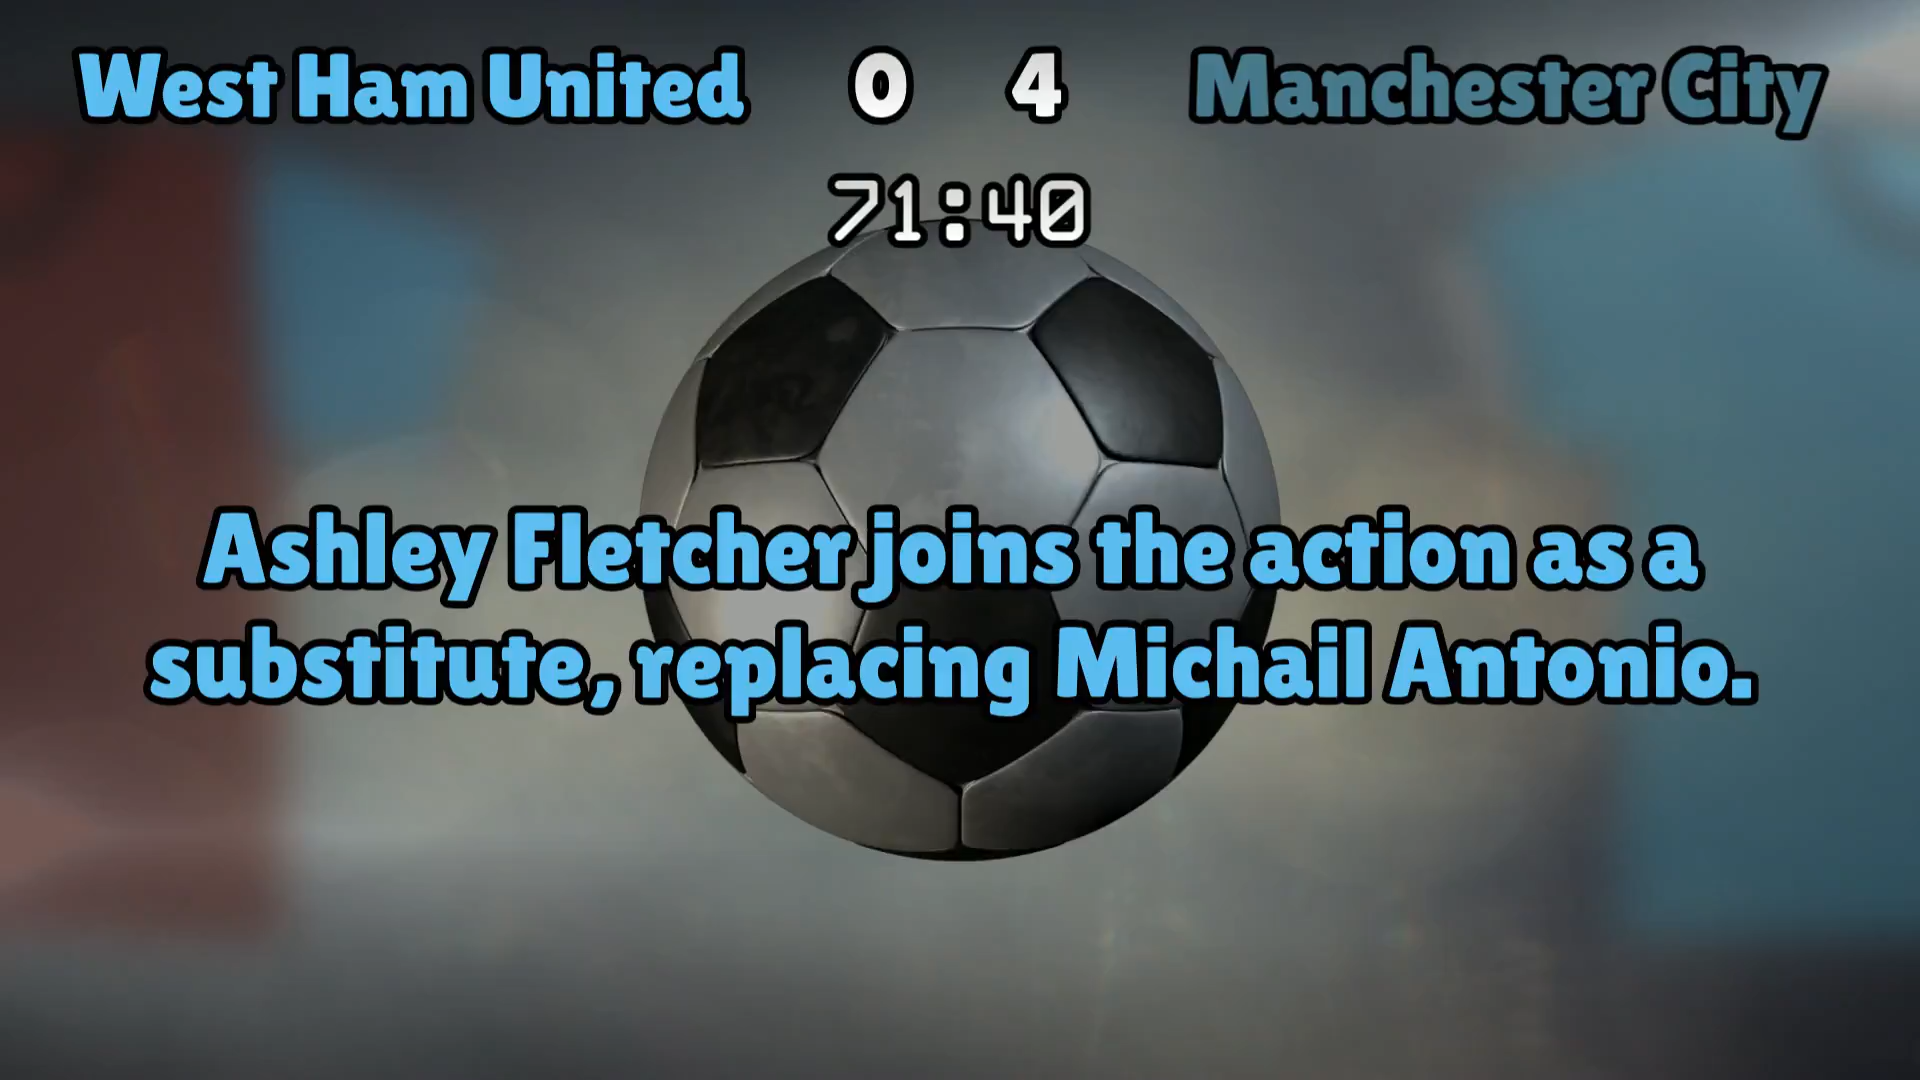 West Ham United 0 4 Manchester City
71:40
Ashley Fletcher joins the action as a
substitute, replacing Michail Antonio.